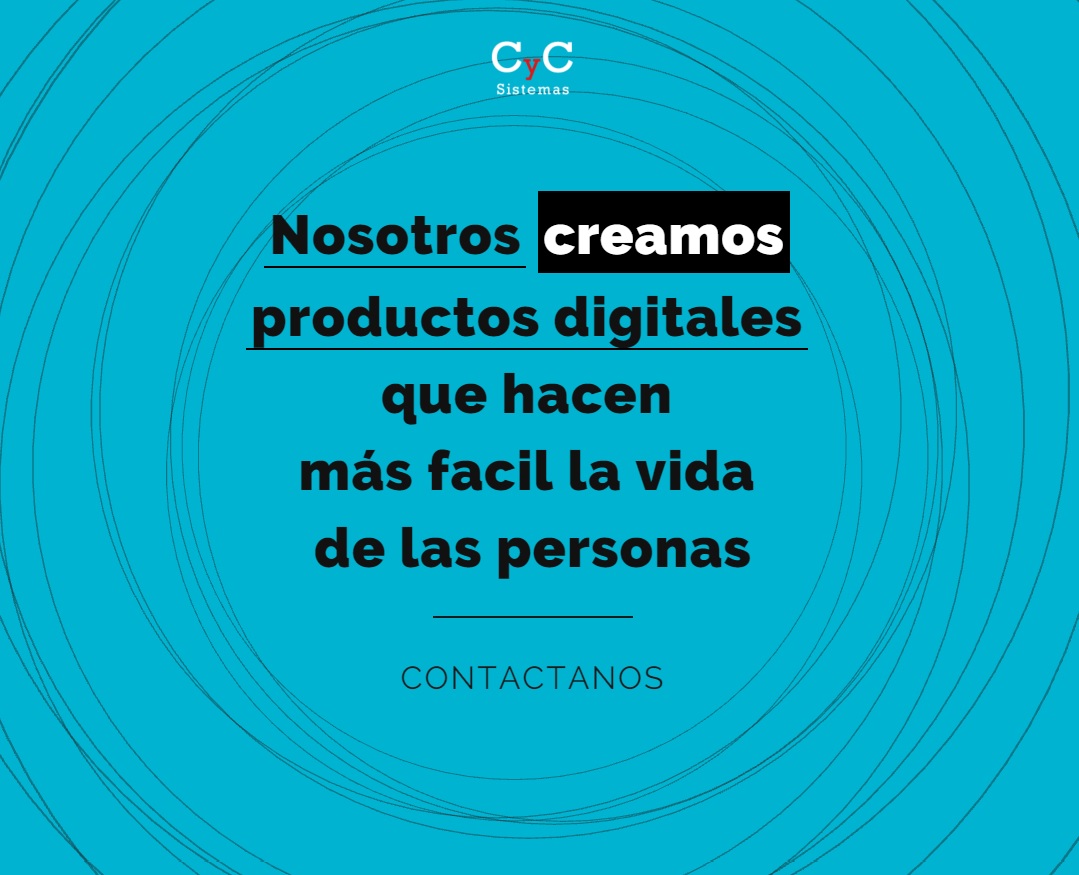 CyC
Sistemas
Nosotros creamos
productos digitales
que hacen
más facil la vida
de las personas
CONTACTANOS